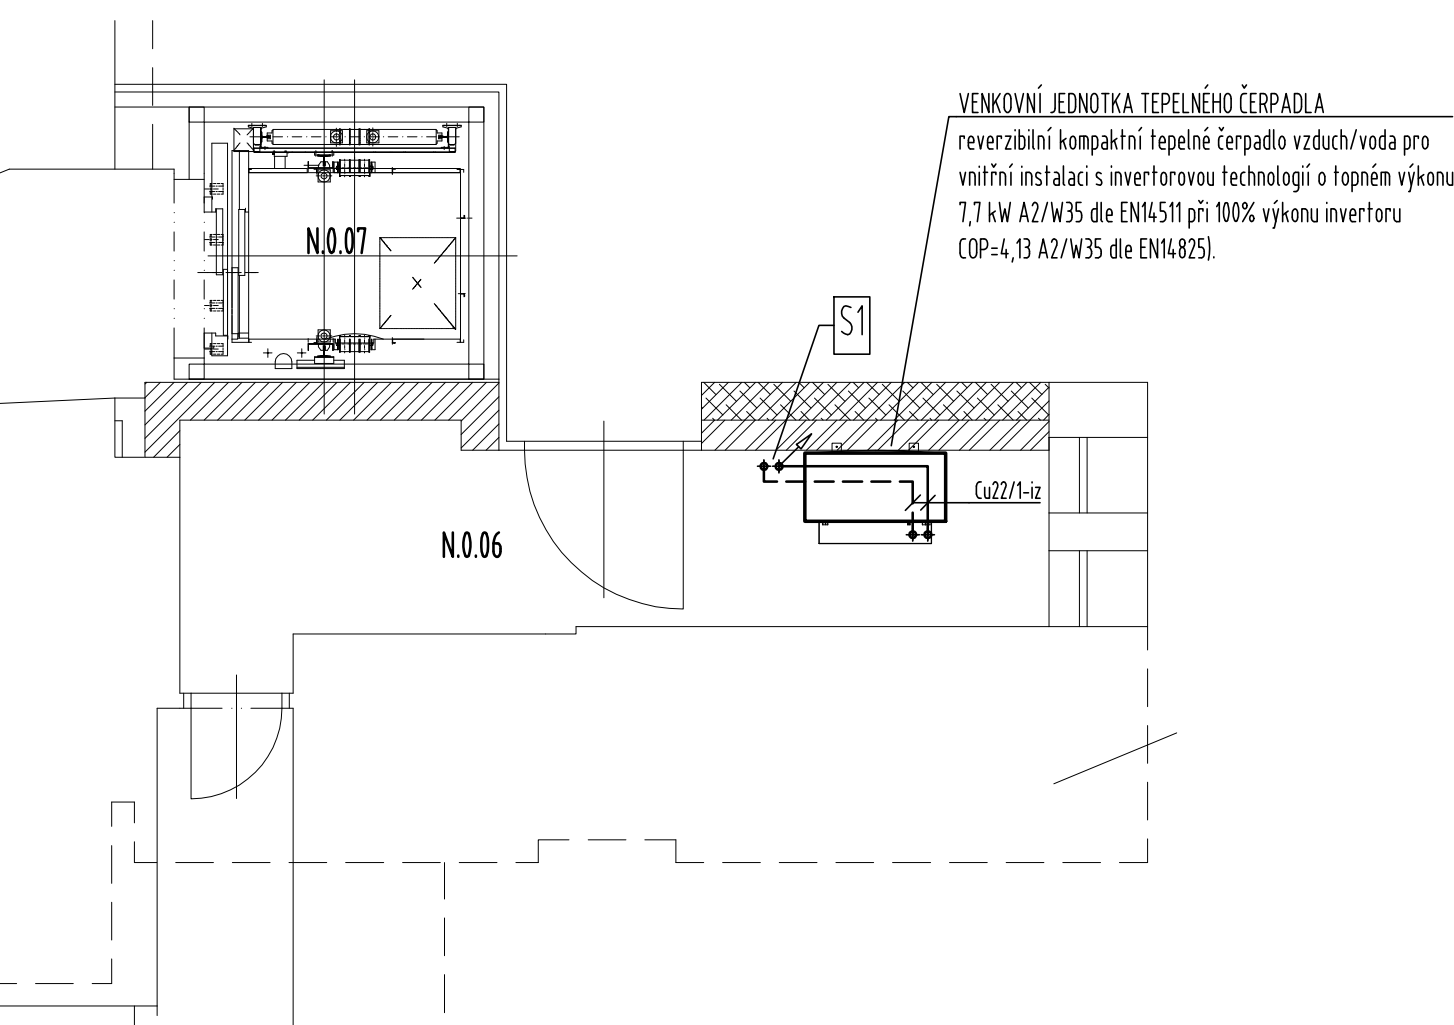 VENKOVNÍ JEDNOTKA TEPELNÉHO ČERPADLA
reverzibilní kompaktní tepelné čerpadlo vzduch/voda pro
vnitřní instalaci s invertorovou technologií o topném výkonu
7,7 kW A2/W35 dle EN14511 při 100% výkonu invertoru
COP=4,13 A2/W35 dle EN14825).
N.0.07
S1
Cu22/1-iz
N.0.06